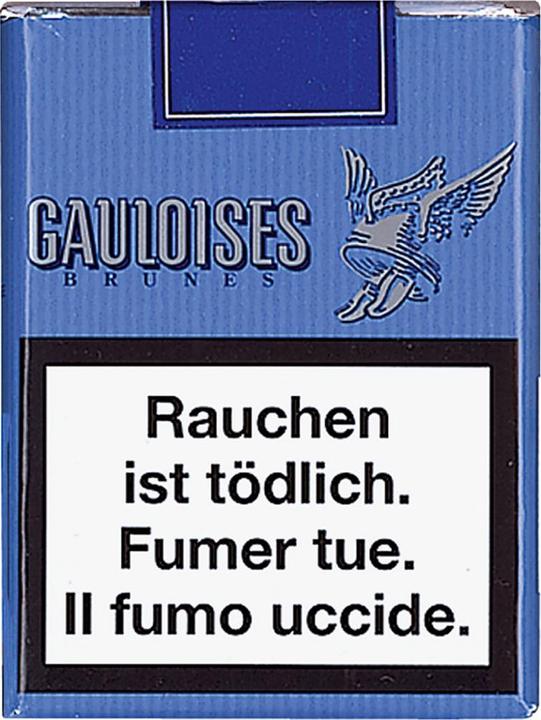 GAULOISES
BRUNES
Rauchen
ist tödlich.
Fumer tue.
Il fumo uccide.